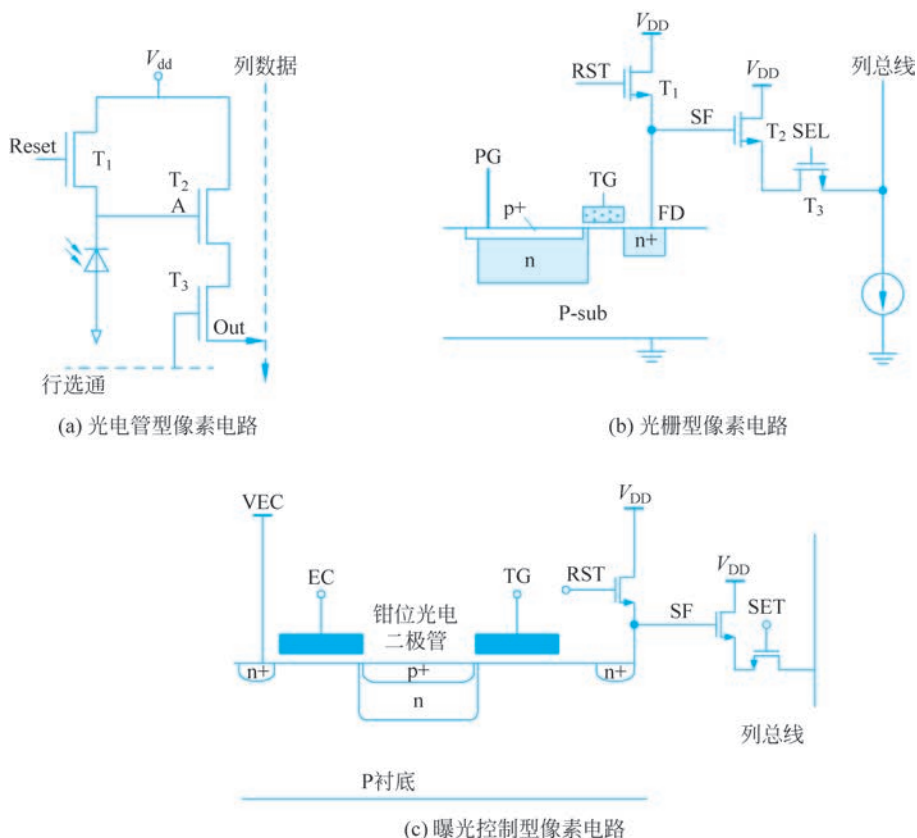 V_dd
列数据
Reset
T_1
T_2
A
T_3
Out
行选通
(a) 光电管型像素电路
V_DD
RST
T_1
V_DD
列总线
SF
T_2
SEL
PG
TG
T_3
p+
FD
n+
n
P-sub
(b) 光栅型像素电路
VEC
V_DD
EC
TG
RST
V_DD
钳位光电
二极管
SF
SET
n+
p+
n+
n
列总线
P衬底
(c) 曝光控制型像素电路